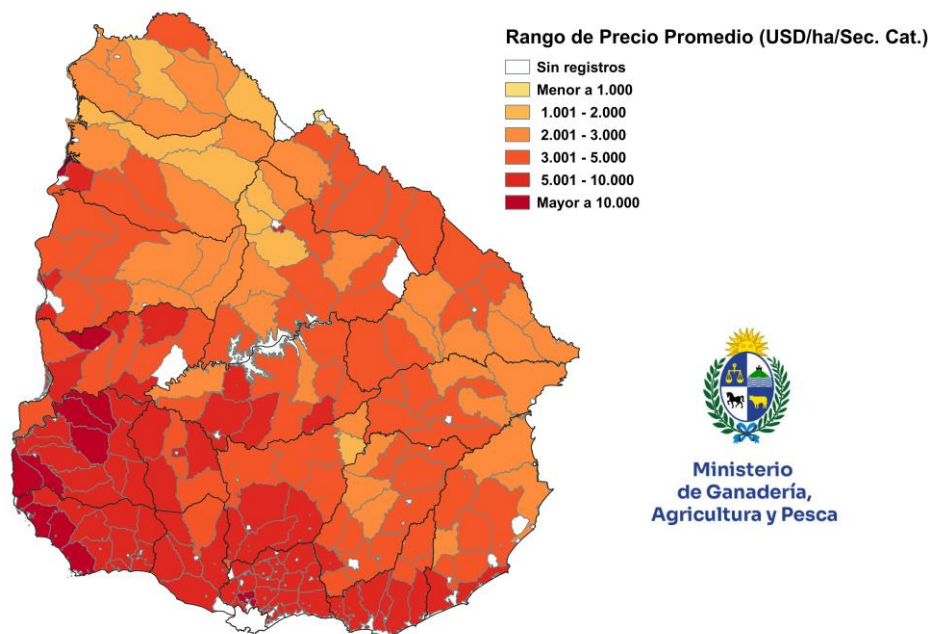 Rango de Precio Promedio (USD/ha/Sec. Cat.)
Sin registros
Menor a 1.000
1.001 - 2.000
2.001 - 3.000
3.001 - 5.000
5.001 - 10.000
Mayor a 10.000
Ministerio
de Ganadería,
Agricultura y Pesca